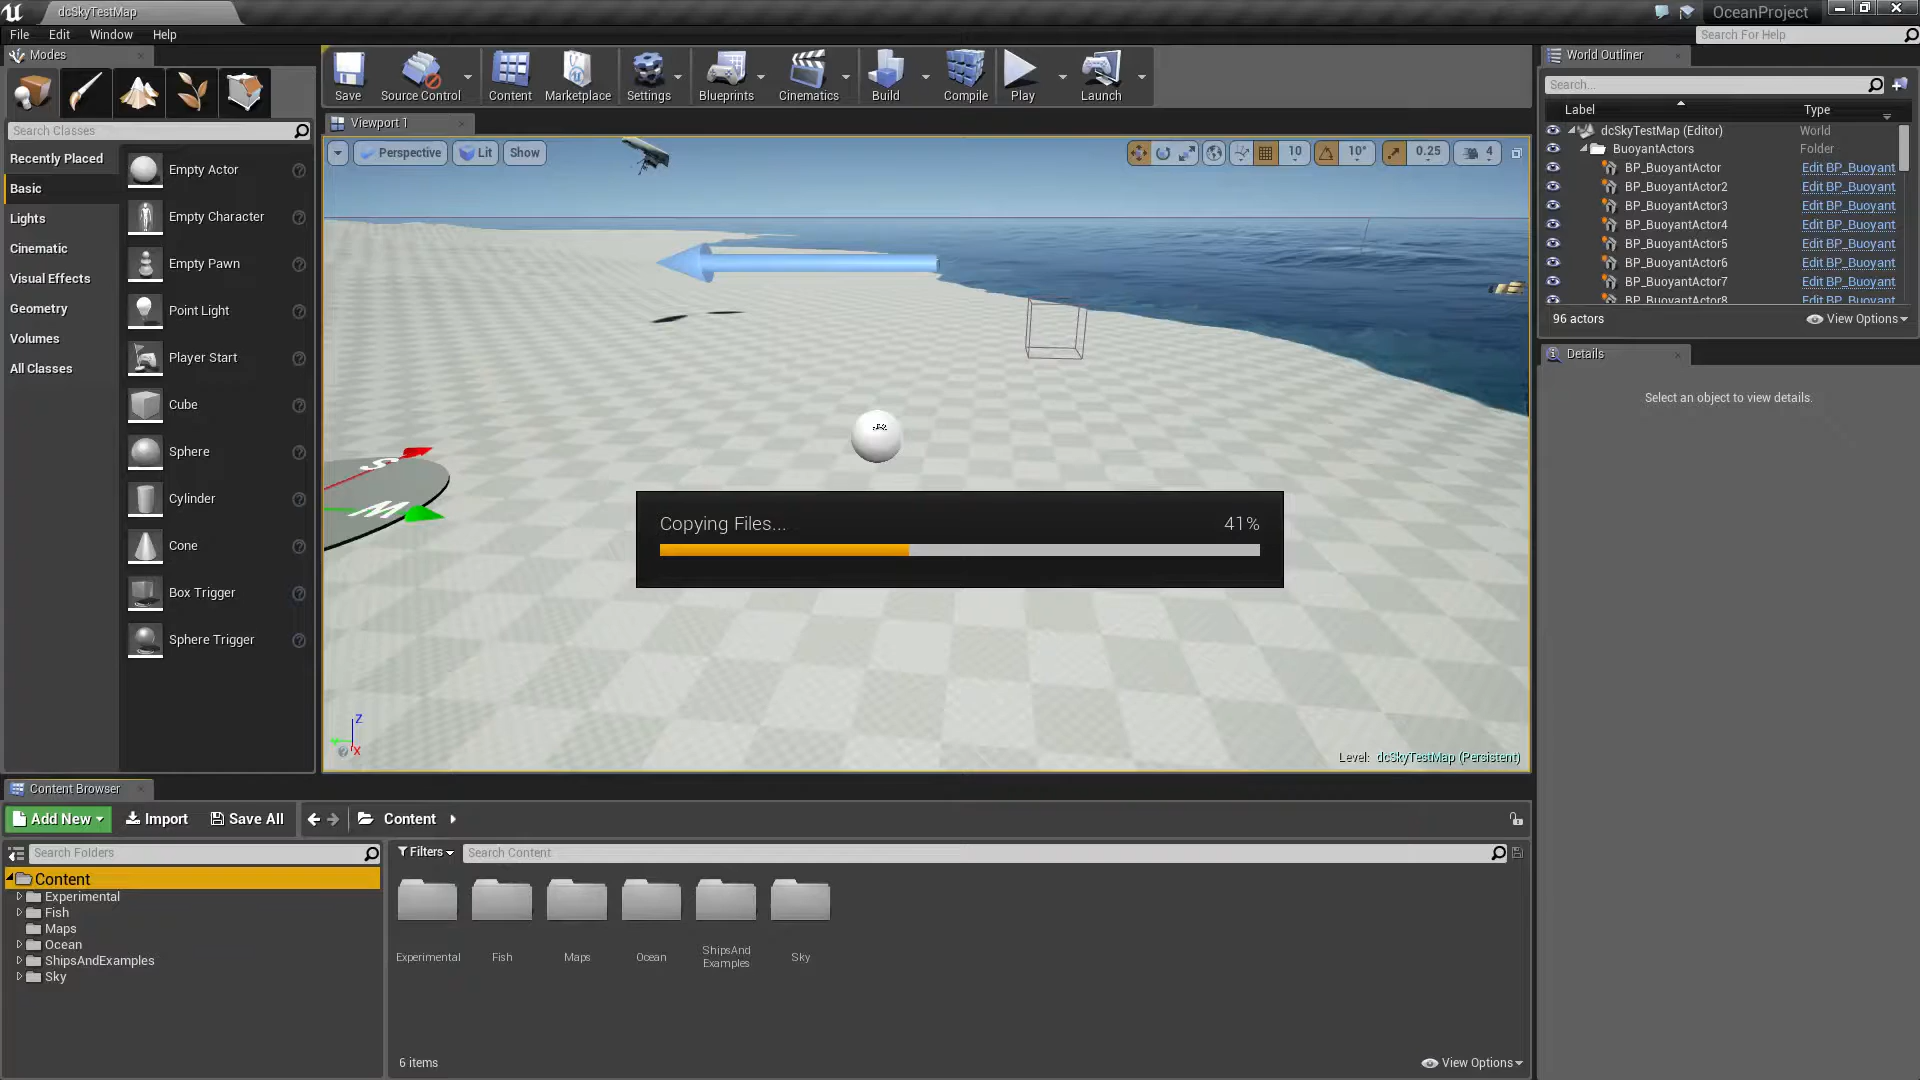 dcSkyTestMap
OceanProject
File Edit Window Help
Search For Help
Modes
Search Classes
Recently Placed
Basic
Lights
Cinematic
Visual Effects
Geometry
Volumes
All Classes
Empty Actor
Empty Character
Empty Pawn
Point Light
Player Start
Cube
Sphere
Cylinder
Cone
Box Trigger
Sphere Trigger
Save
Source Control
Content
Marketplace
Settings
Blueprints
Cinematics
Build
Compile
Play
Launch
Viewport 1
Perspective
Lit
Show
10
10°
0.25
4
S
W
Copying Files... 41%
Z
X
Level: dcSkyTestMap (Persistent)
World Outliner
Search...
Label Type
dcSkyTestMap (Editor) World
BuoyantActors Folder
BP_BuoyantActor Edit BP_Buoyant
BP_BuoyantActor2 Edit BP_Buoyant
BP_BuoyantActor3 Edit BP_Buoyant
BP_BuoyantActor4 Edit BP_Buoyant
BP_BuoyantActor5 Edit BP_Buoyant
BP_BuoyantActor6 Edit BP_Buoyant
BP_BuoyantActor7 Edit BP_Buoyant
BP_BuoyantActor8 Edit BP_Buoyant
96 actors
View Options
Details
Select an object to view details.
Content Browser
Add New
Import
Save All
Content
Search Folders
Content
Experimental
Fish
Maps
Ocean
ShipsAndExamples
Sky
Filters
Search Content
Experimental
Fish
Maps
Ocean
ShipsAnd
Examples
Sky
6 items
View Options